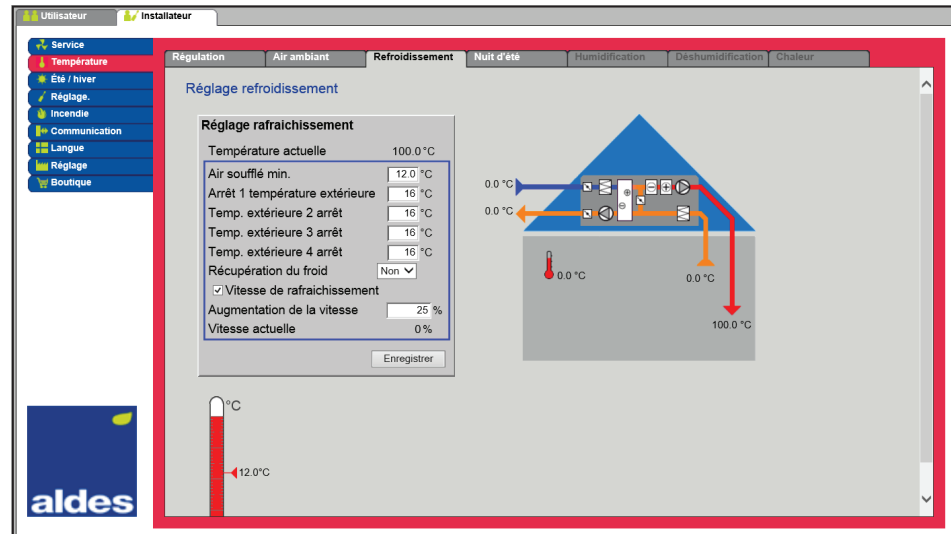 Utilisateur
Installateur
Service
Température
Été / hiver
Réglage.
Incendie
Communication
Langue
Réglage
Boutique
Régulation
Air ambiant
Refroidissement
Nuit d'été
Humidification
Déshumidification
Chaleur
Réglage refroidissement
Réglage rafraichissement
Température actuelle 100.0 °C
Air soufflé min. 12.0 °C
Arrêt 1 température extérieure 16 °C
Temp. extérieure 2 arrêt 16 °C
Temp. extérieure 3 arrêt 16 °C
Temp. extérieure 4 arrêt 16 °C
Récupération du froid Non
Vitesse de rafraichissement
Augmentation de la vitesse 25 %
Vitesse actuelle 0 %
Enregistrer
0.0 °C
0.0 °C
0.0 °C
0.0 °C
100.0 °C
°C
12.0°C
aldes